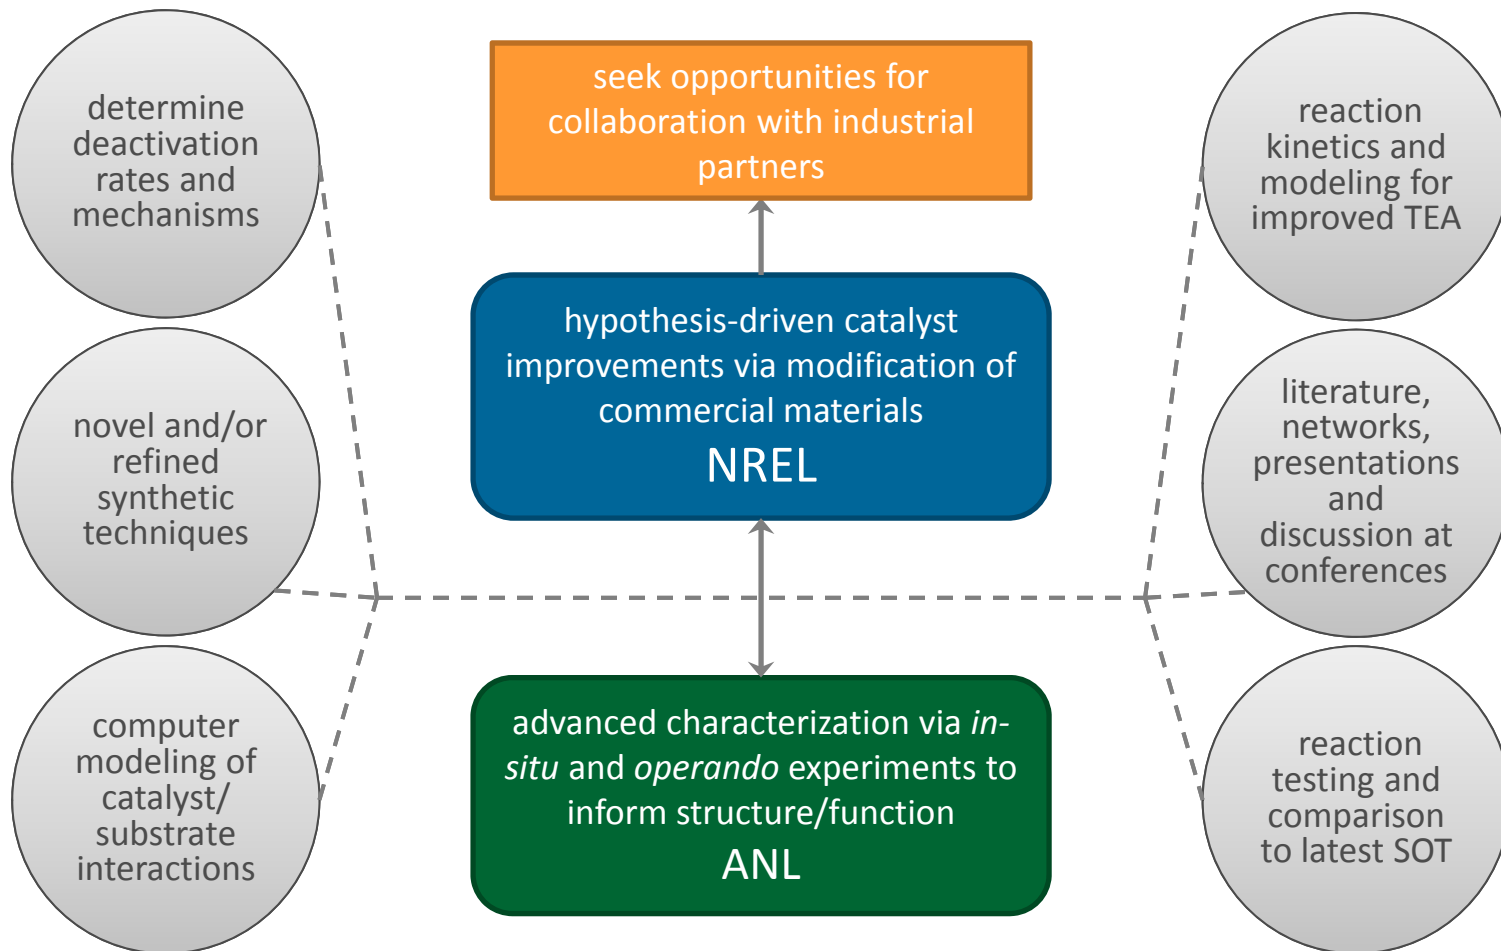 determine
deactivation
rates and
mechanisms
novel and/or
refined
synthetic
techniques
computer
modeling of
catalyst/
substrate
interactions
seek opportunities for
collaboration with industrial
partners
hypothesis-driven catalyst
improvements via modification of
commercial materials
NREL
advanced characterization via in-
situ and operando experiments to
inform structure/function
ANL
reaction
kinetics and
modeling for
improved TEA
literature,
networks,
presentations
and
discussion at
conferences
reaction
testing and
comparison
to latest SOT